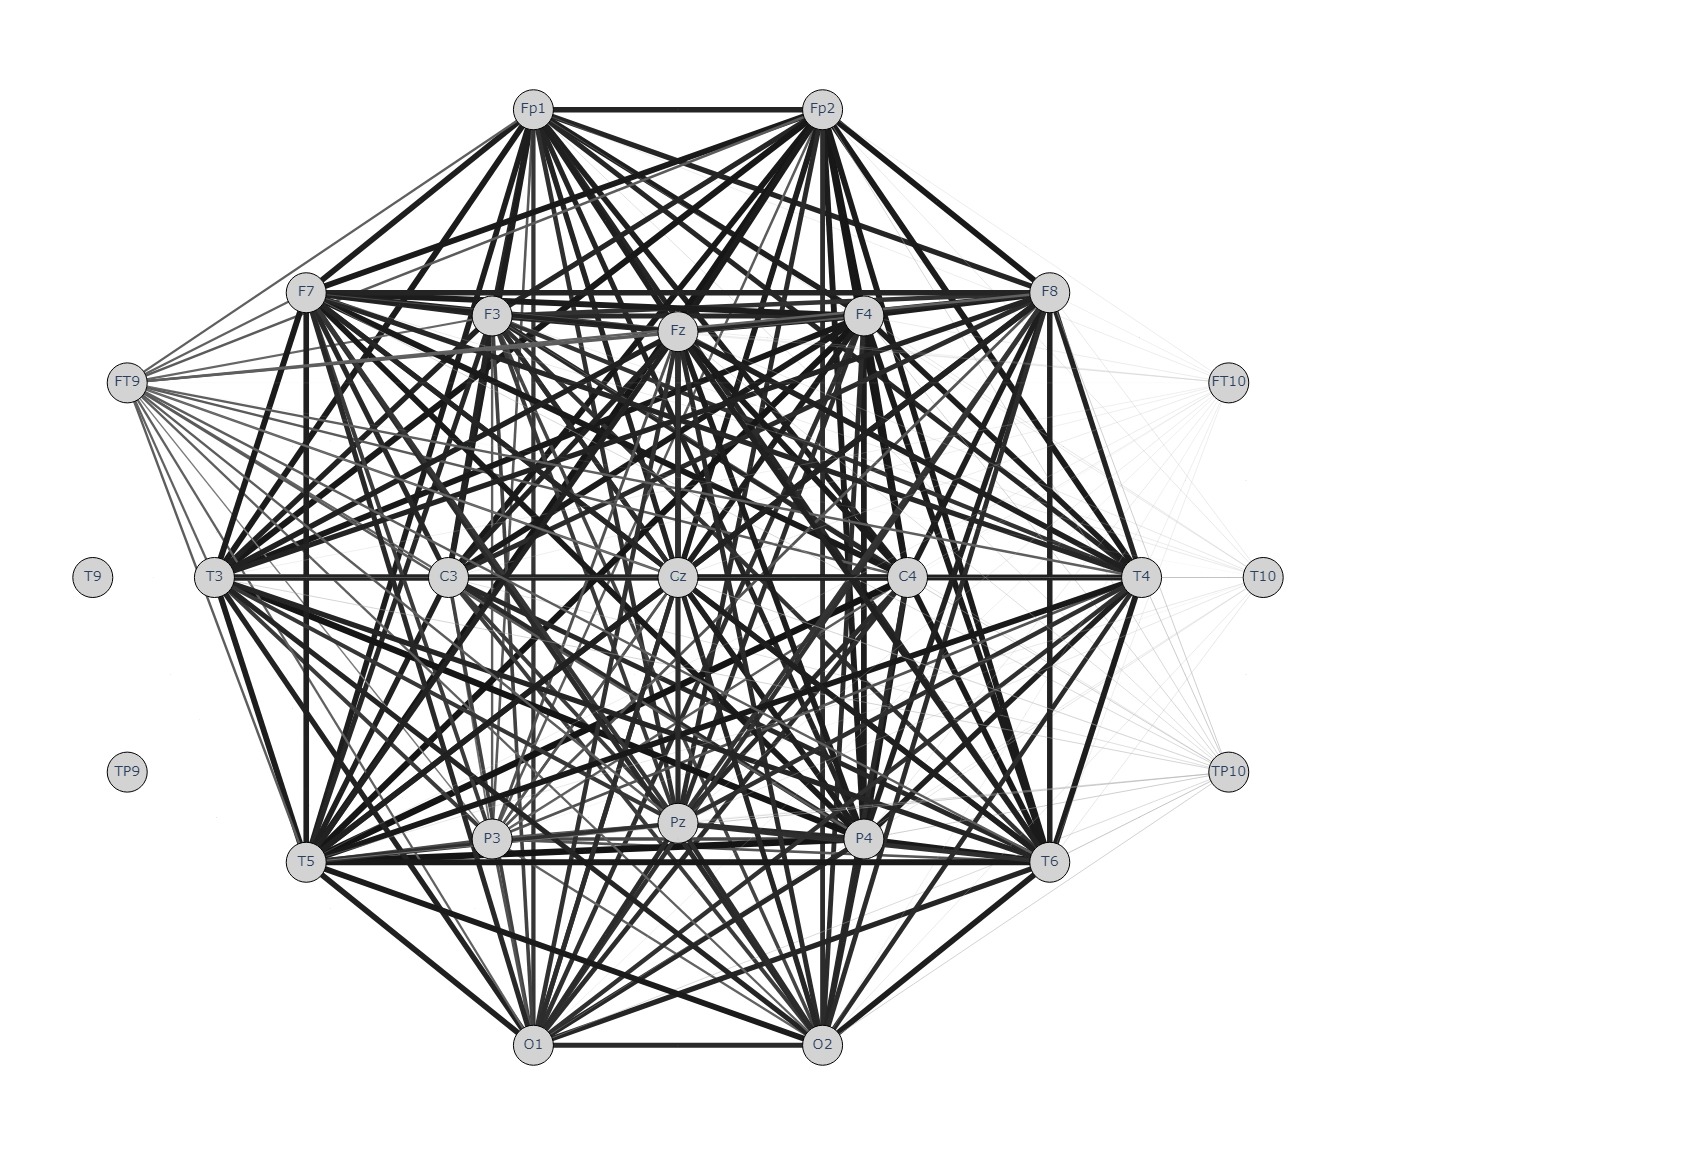 Fp1 Fp2
F7 F3 Fz F4 F8
FT9 FT10
T9 T3 C3 Cz C4 T4 T10
TP9 TP10
T5 P3 Pz P4 T6
O1 O2